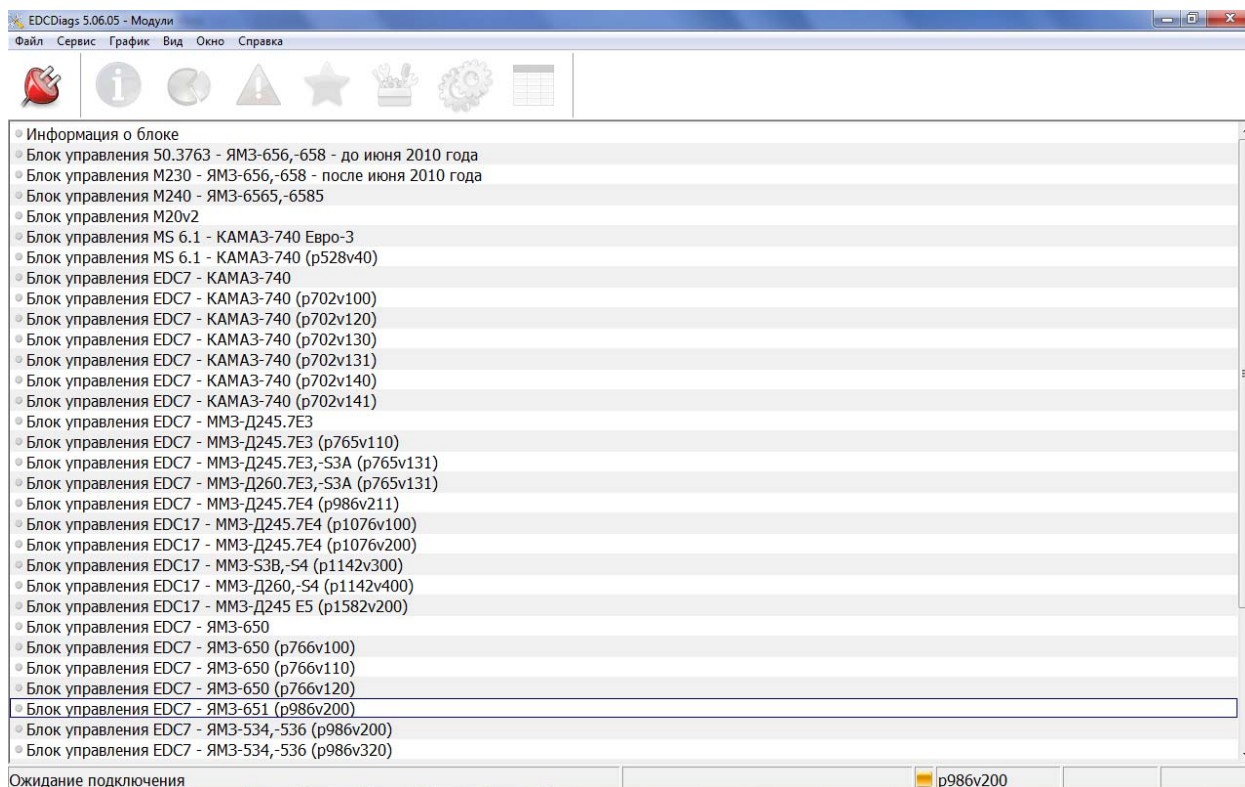 EDCDiags 5.06.05 - Модули
Файл Сервис График Вид Окно Справка
Информация о блоке
Блок управления 50.3763 - ЯМЗ-656,-658 - до июня 2010 года
Блок управления М230 - ЯМЗ-656,-658 - после июня 2010 года
Блок управления М240 - ЯМЗ-6565,-6585
Блок управления M20v2
Блок управления MS 6.1 - КАМАЗ-740 Евро-3
Блок управления MS 6.1 - КАМАЗ-740 (p528v40)
Блок управления EDC7 - КАМАЗ-740
Блок управления EDC7 - КАМАЗ-740 (p702v100)
Блок управления EDC7 - КАМАЗ-740 (p702v120)
Блок управления EDC7 - КАМАЗ-740 (p702v130)
Блок управления EDC7 - КАМАЗ-740 (p702v131)
Блок управления EDC7 - КАМАЗ-740 (p702v140)
Блок управления EDC7 - КАМАЗ-740 (p702v141)
Блок управления EDC7 - ММЗ-Д245.7Е3
Блок управления EDC7 - ММЗ-Д245.7Е3 (p765v110)
Блок управления EDC7 - ММЗ-Д245.7Е3,-S3A (p765v131)
Блок управления EDC7 - ММЗ-Д260.7Е3,-S3A (p765v131)
Блок управления EDC7 - ММЗ-Д245.7Е4 (p986v211)
Блок управления EDC17 - ММЗ-Д245.7Е4 (p1076v100)
Блок управления EDC17 - ММЗ-Д245.7Е4 (p1076v200)
Блок управления EDC17 - ММЗ-S3B,-S4 (p1142v300)
Блок управления EDC17 - ММЗ-Д260,-S4 (p1142v400)
Блок управления EDC17 - ММЗ-Д245 Е5 (p1582v200)
Блок управления EDC7 - ЯМЗ-650
Блок управления EDC7 - ЯМЗ-650 (p766v100)
Блок управления EDC7 - ЯМЗ-650 (p766v110)
Блок управления EDC7 - ЯМЗ-650 (p766v120)
Блок управления EDC7 - ЯМЗ-651 (p986v200)
Блок управления EDC7 - ЯМЗ-534,-536 (p986v200)
Блок управления EDC7 - ЯМЗ-534,-536 (p986v320)
Ожидание подключения p986v200